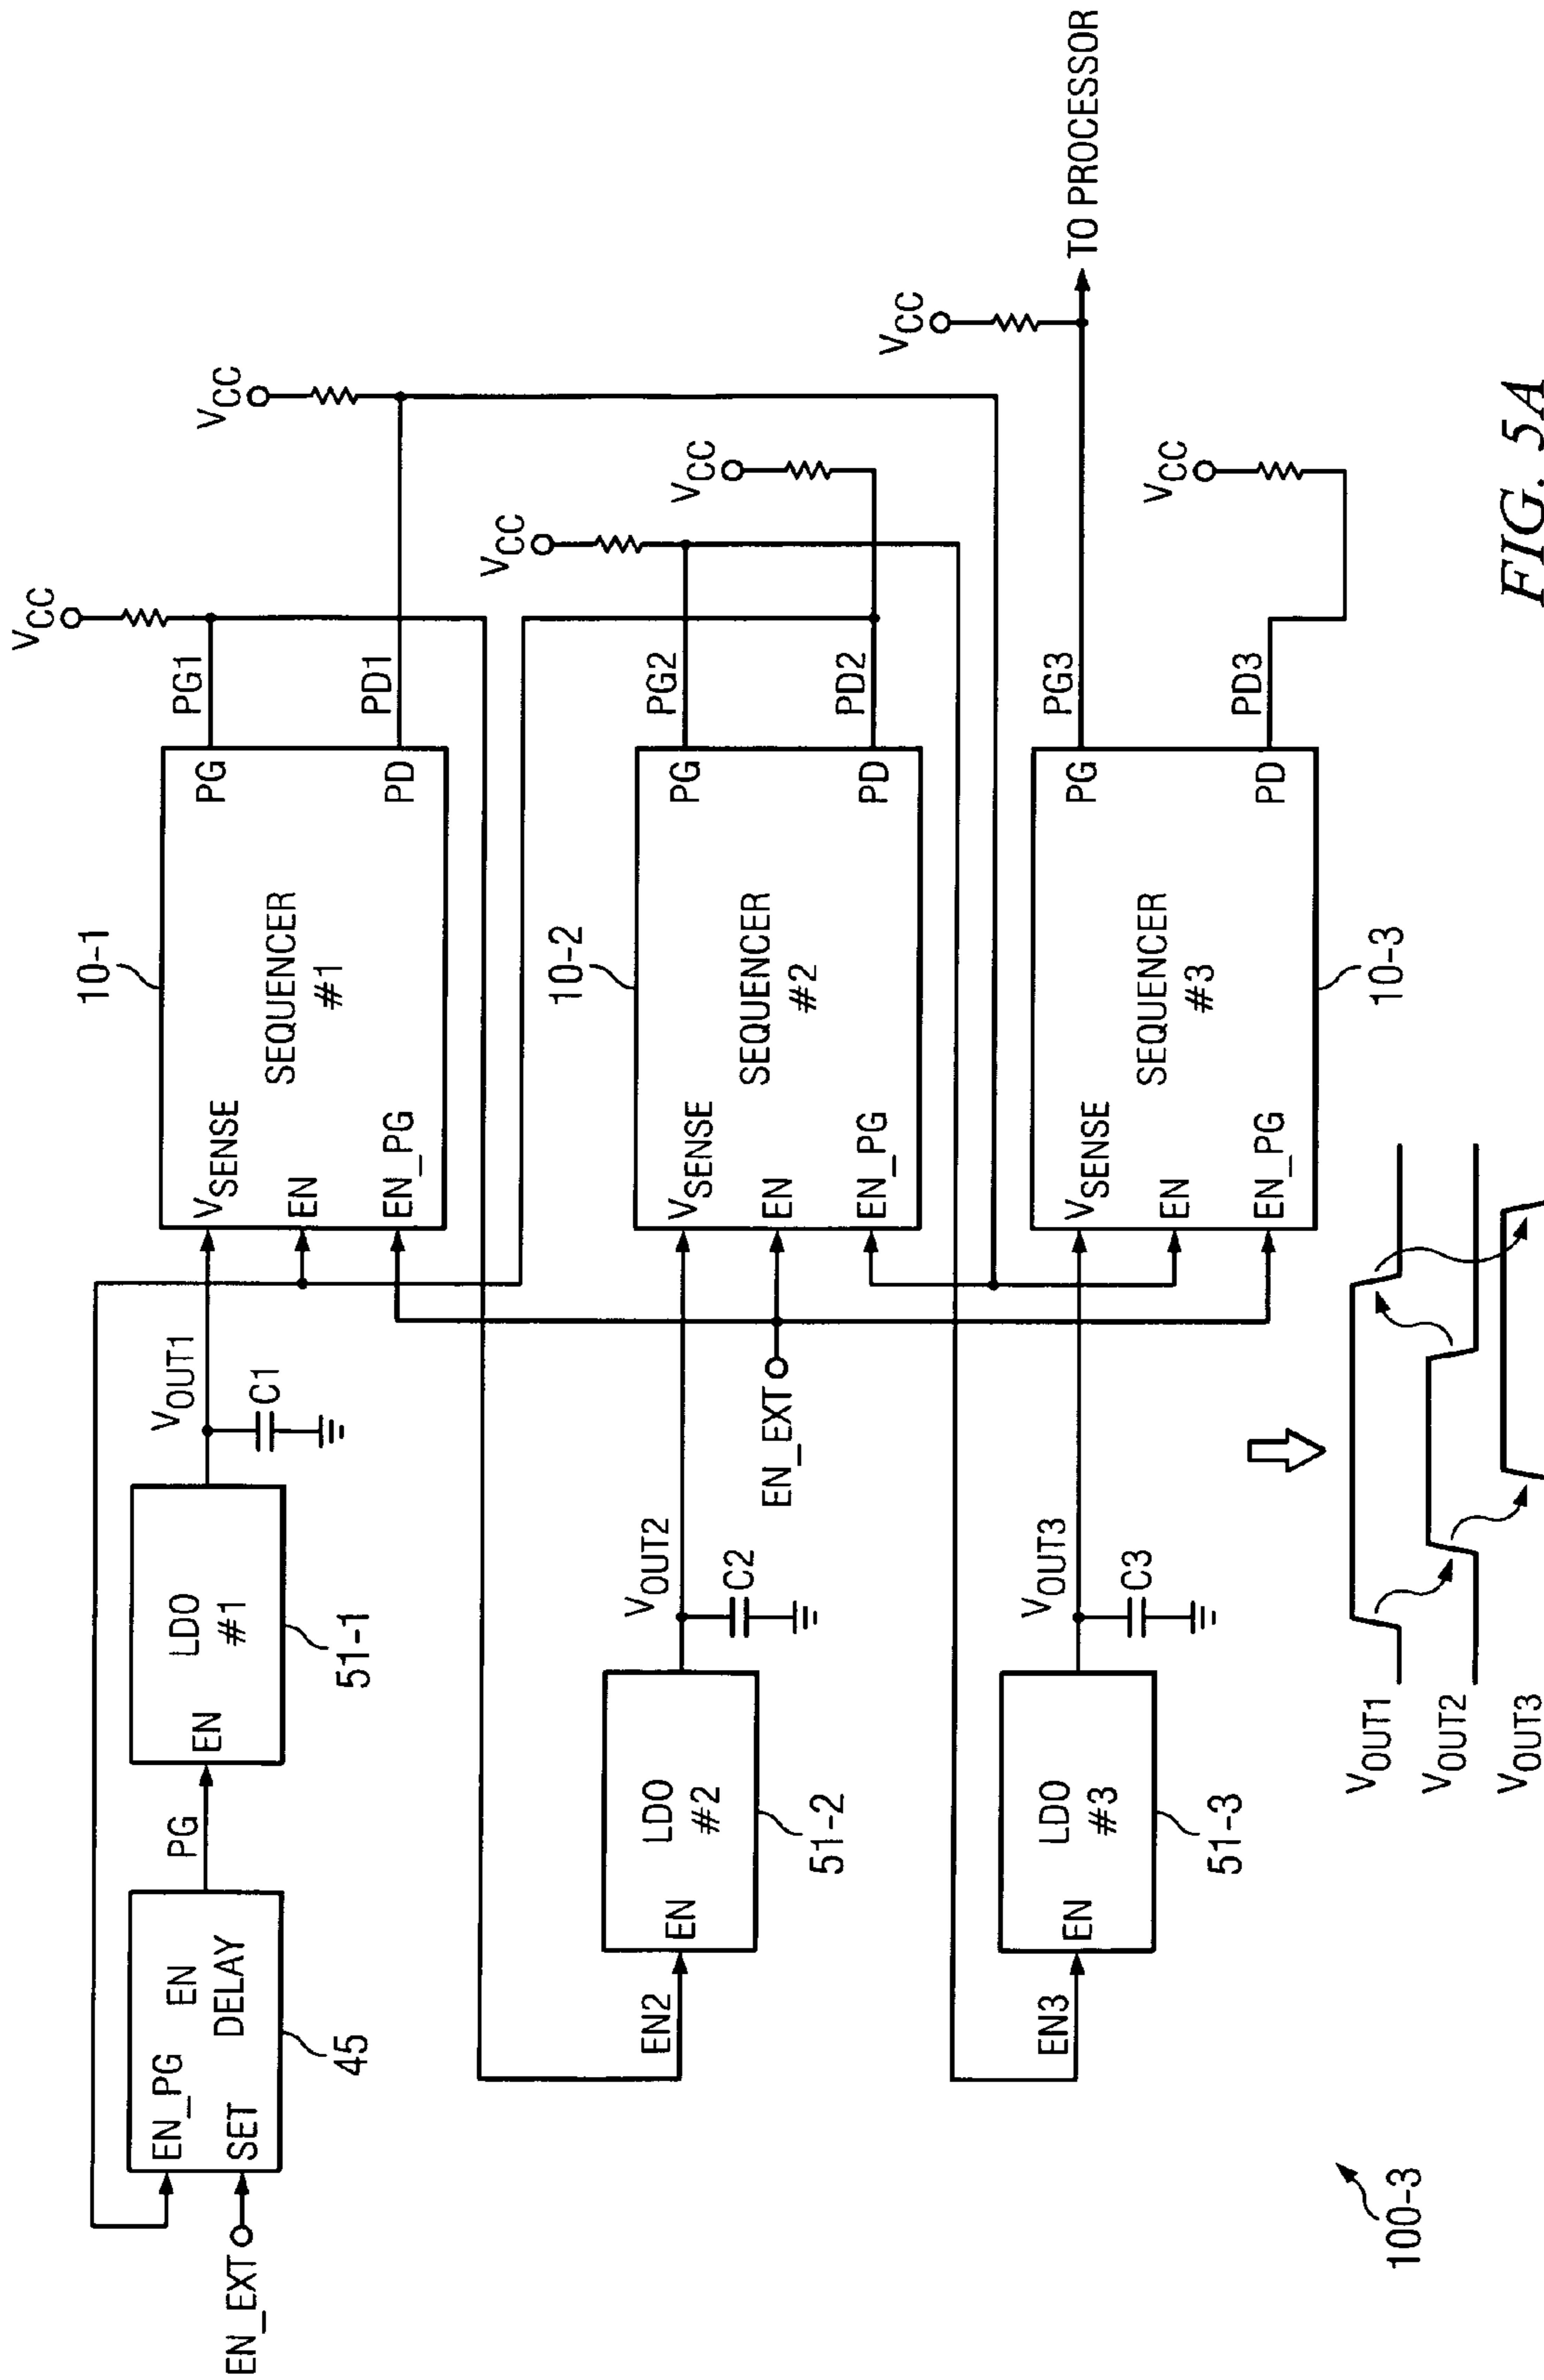 EN_EXT
EN_PG
SET
EN
DELAY
45
PG
EN
LDO
#1
51-1
VOUT1
C1
VSENSE
EN
EN_PG
SEQUENCER
#1
10-1
PG
PD
PG1
PD1
VCC
VCC
EN2
EN
LDO
#2
51-2
VOUT2
C2
EN_EXT
VSENSE
EN
EN_PG
SEQUENCER
#2
10-2
PG
PD
PG2
PD2
VCC
VCC
EN3
EN
LDO
#3
51-3
VOUT3
C3
VSENSE
EN
EN_PG
SEQUENCER
#3
10-3
PG
PD
PG3
PD3
VCC
TO PROCESSOR
VCC
100-3
VOUT1
VOUT2
VOUT3
FIG. 5A